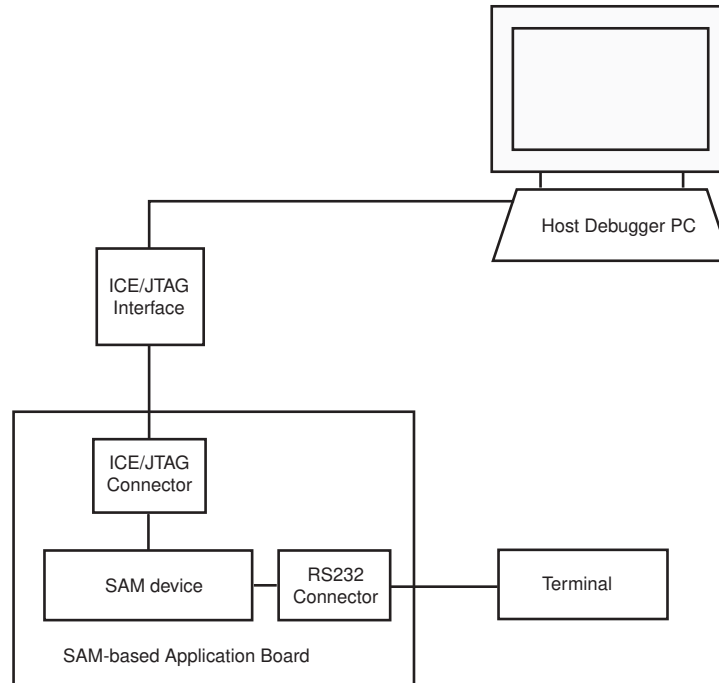 Host Debugger PC
ICE/JTAG
Interface
ICE/JTAG
Connector
SAM device
RS232
Connector
Terminal
SAM-based Application Board